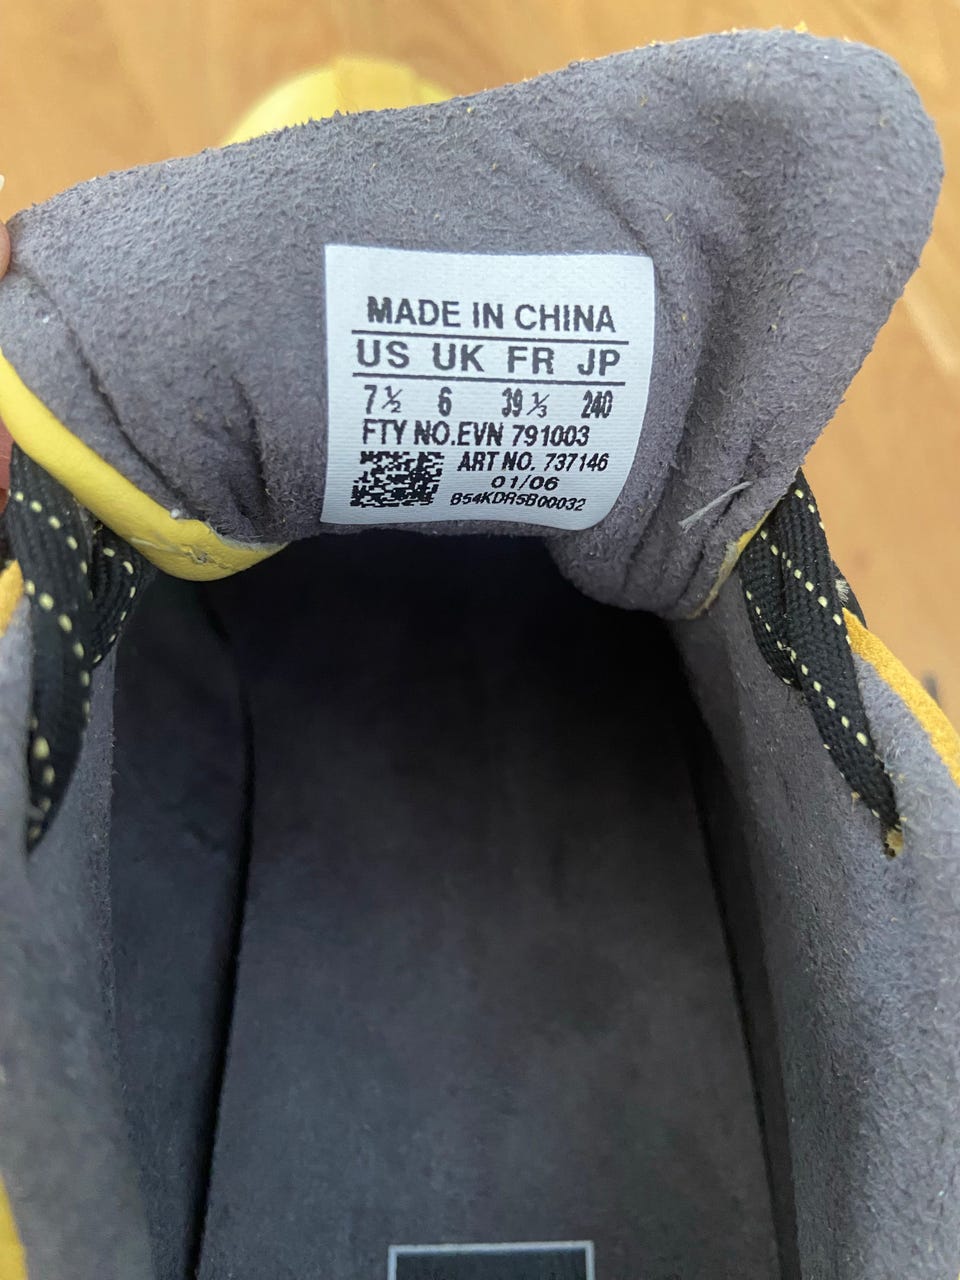 MADE IN CHINA
US UK FR JP
7½ 6 39⅓ 240
FTY NO.EVN 791003
ART NO. 737146
01/06
B54KDR5B00032